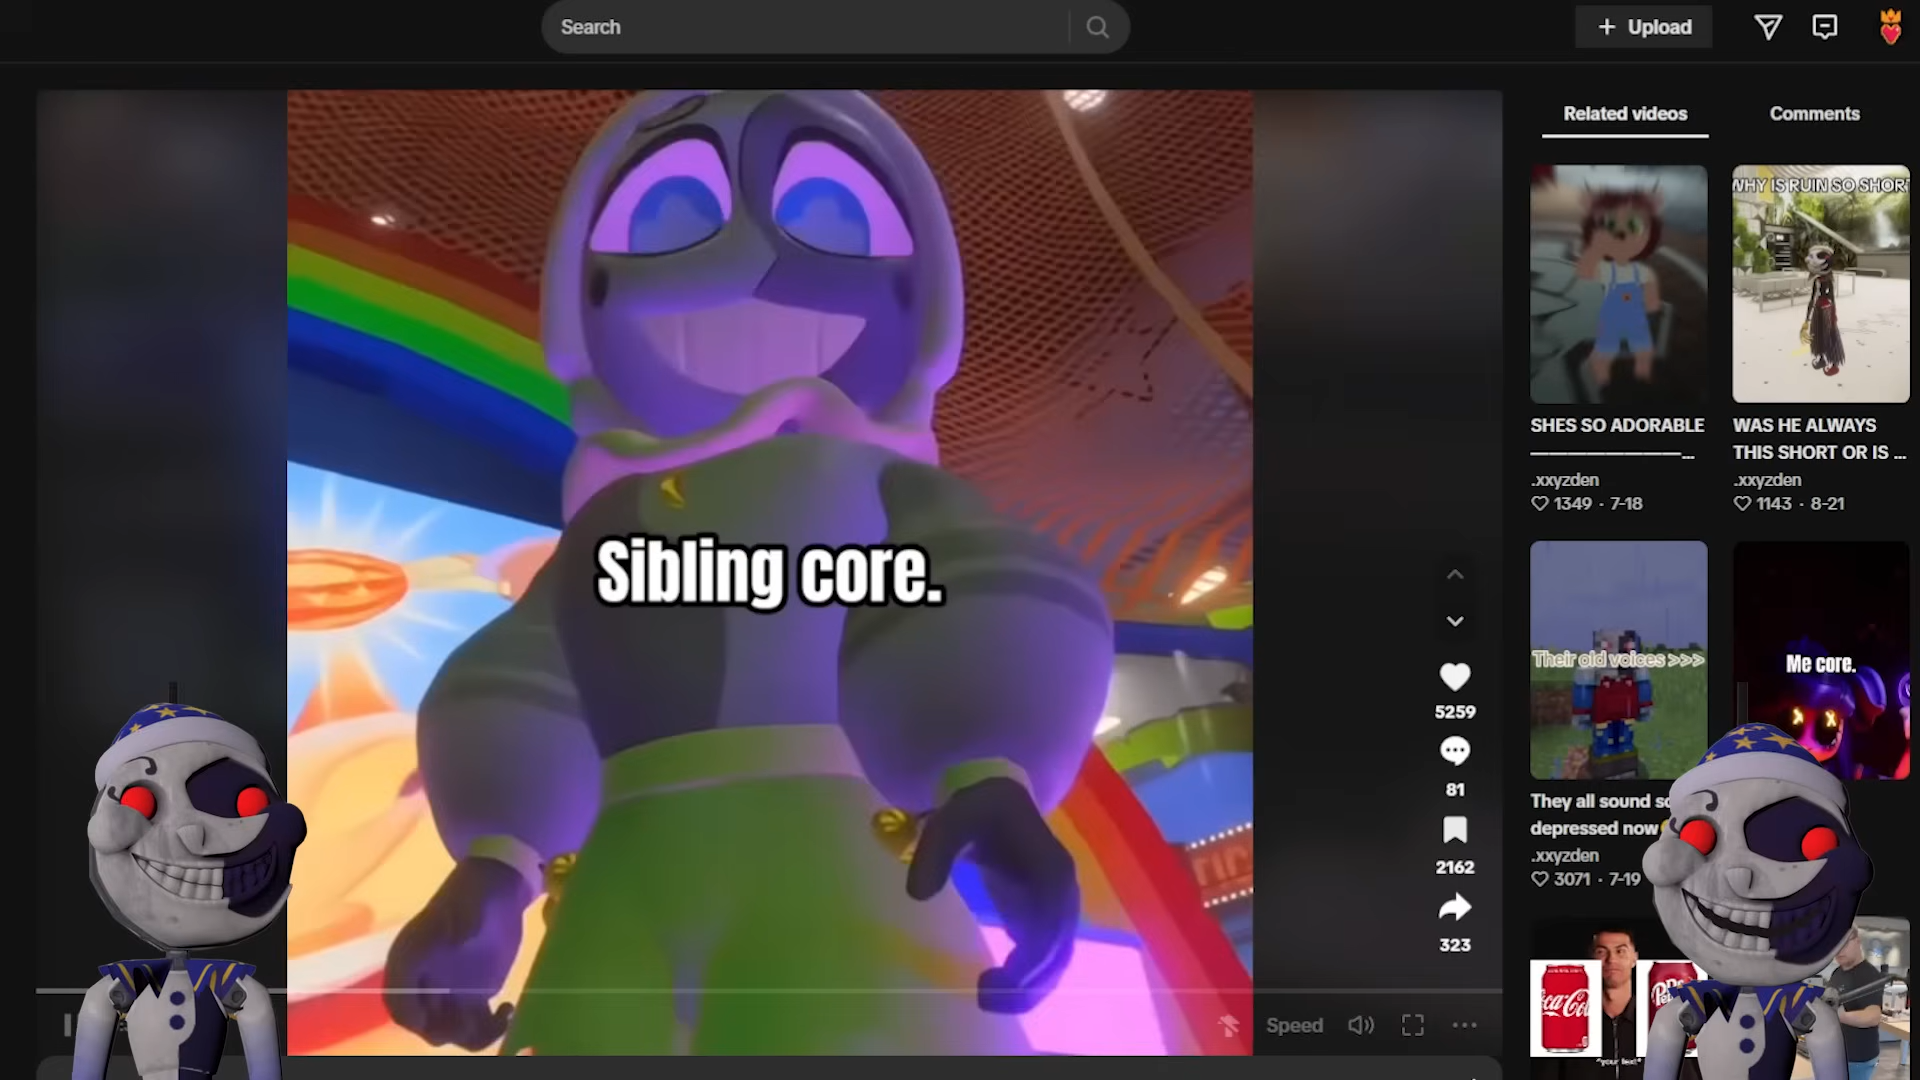 Search
Upload
Related videos
Comments
WHY IS RUIN SO SHORT
SHES SO ADORABLE
——————————...
.xxyzden
1349 · 7-18
WAS HE ALWAYS
THIS SHORT OR IS ...
.xxyzden
1143 · 8-21
Sibling core.
Their old voices >>>
Me core.
5259
81
2162
323
They all sound so
depressed now
.xxyzden
3071 · 7-19
Speed
Coca-Cola